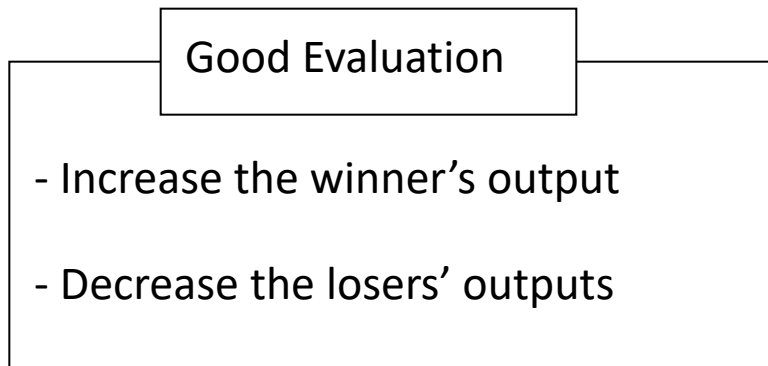 Good Evaluation
- Increase the winner’s output
- Decrease the losers’ outputs